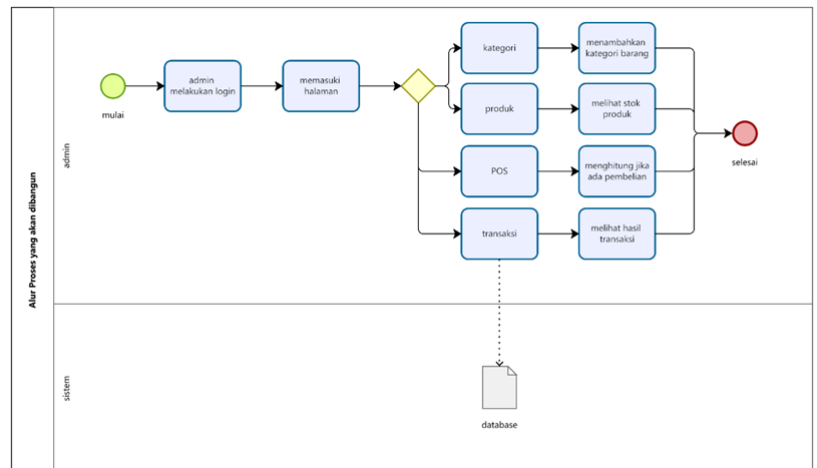 Alur Proses yang akan dibangun
admin
mulai
admin
melakukan login
memasuki
halaman
kategori
menambahkan
kategori barang
produk
melihat stok
produk
POS
menghitung jika
ada pembelian
transaksi
melihat hasil
transaksi
selesai
sistem
database